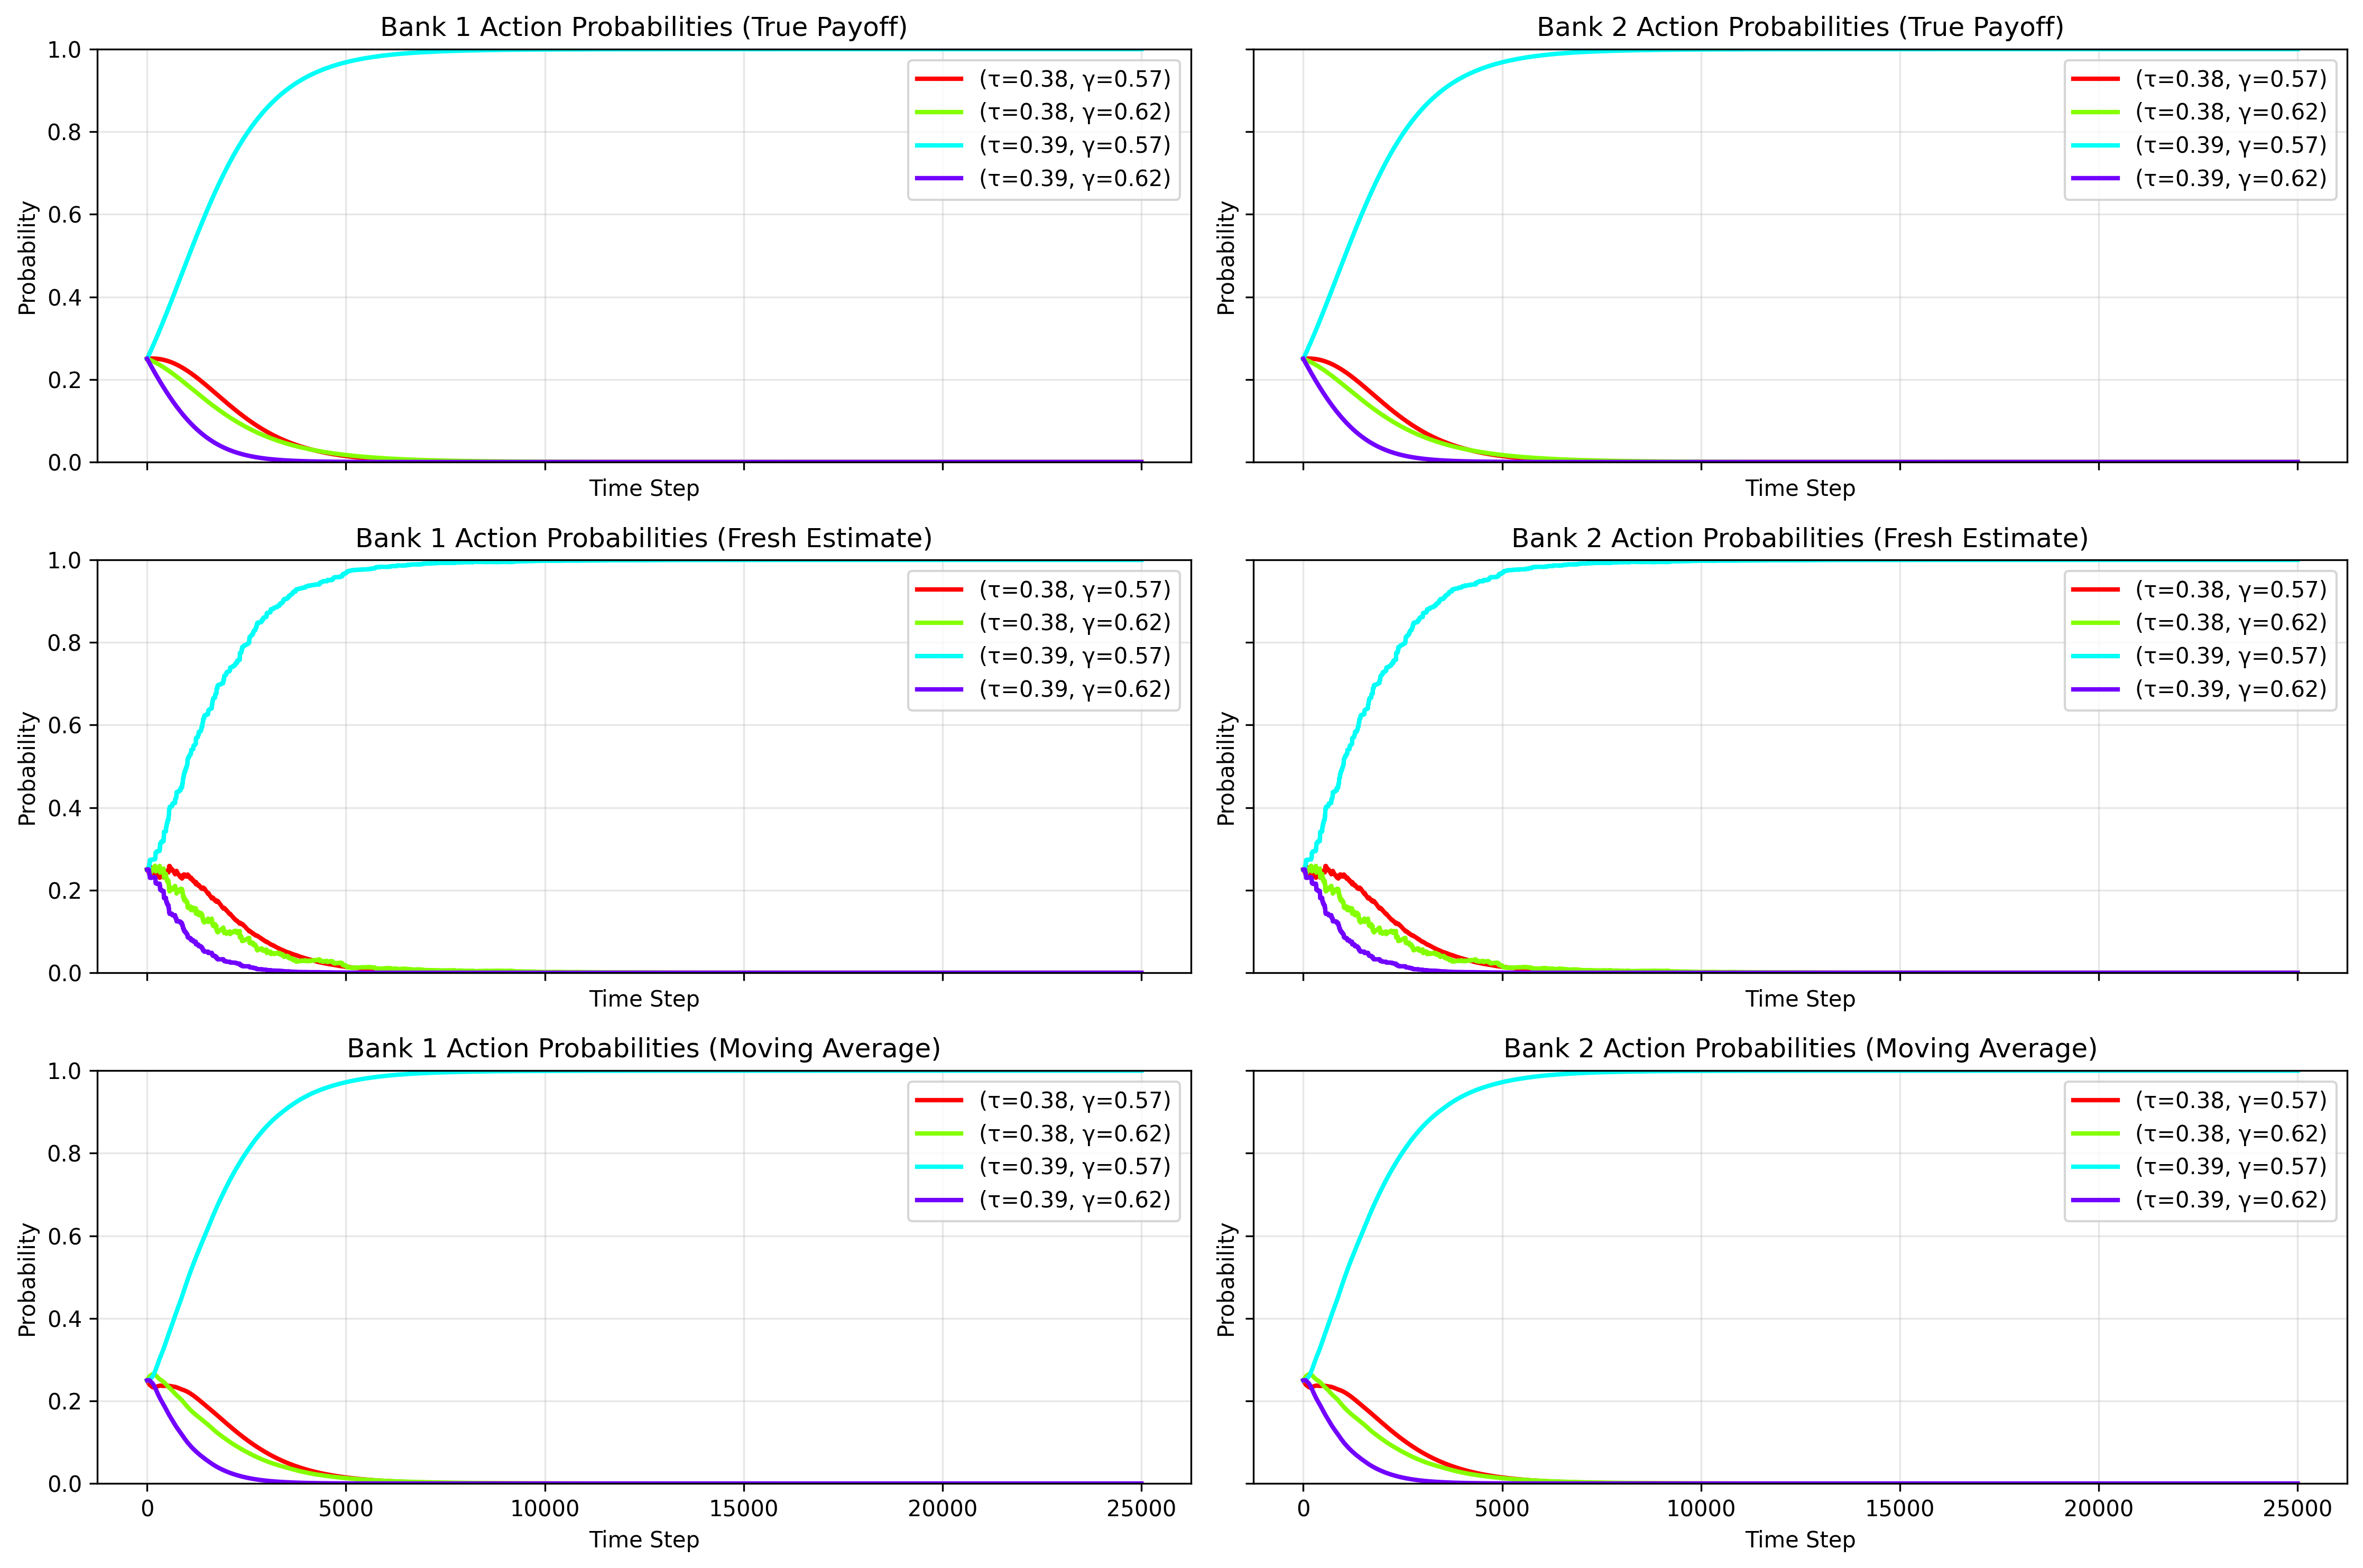 Bank 1 Action Probabilities (True Payoff)
1.0
0.8
0.6
0.4
0.2
0.0
Probability
(τ=0.38, γ=0.57)
(τ=0.38, γ=0.62)
(τ=0.39, γ=0.57)
(τ=0.39, γ=0.62)
Time Step
Bank 2 Action Probabilities (True Payoff)
Probability
(τ=0.38, γ=0.57)
(τ=0.38, γ=0.62)
(τ=0.39, γ=0.57)
(τ=0.39, γ=0.62)
Time Step
Bank 1 Action Probabilities (Fresh Estimate)
1.0
0.8
0.6
0.4
0.2
0.0
Probability
(τ=0.38, γ=0.57)
(τ=0.38, γ=0.62)
(τ=0.39, γ=0.57)
(τ=0.39, γ=0.62)
Time Step
Bank 2 Action Probabilities (Fresh Estimate)
Probability
(τ=0.38, γ=0.57)
(τ=0.38, γ=0.62)
(τ=0.39, γ=0.57)
(τ=0.39, γ=0.62)
Time Step
Bank 1 Action Probabilities (Moving Average)
1.0
0.8
0.6
0.4
0.2
0.0
Probability
(τ=0.38, γ=0.57)
(τ=0.38, γ=0.62)
(τ=0.39, γ=0.57)
(τ=0.39, γ=0.62)
0 5000 10000 15000 20000 25000
Time Step
Bank 2 Action Probabilities (Moving Average)
Probability
(τ=0.38, γ=0.57)
(τ=0.38, γ=0.62)
(τ=0.39, γ=0.57)
(τ=0.39, γ=0.62)
0 5000 10000 15000 20000 25000
Time Step